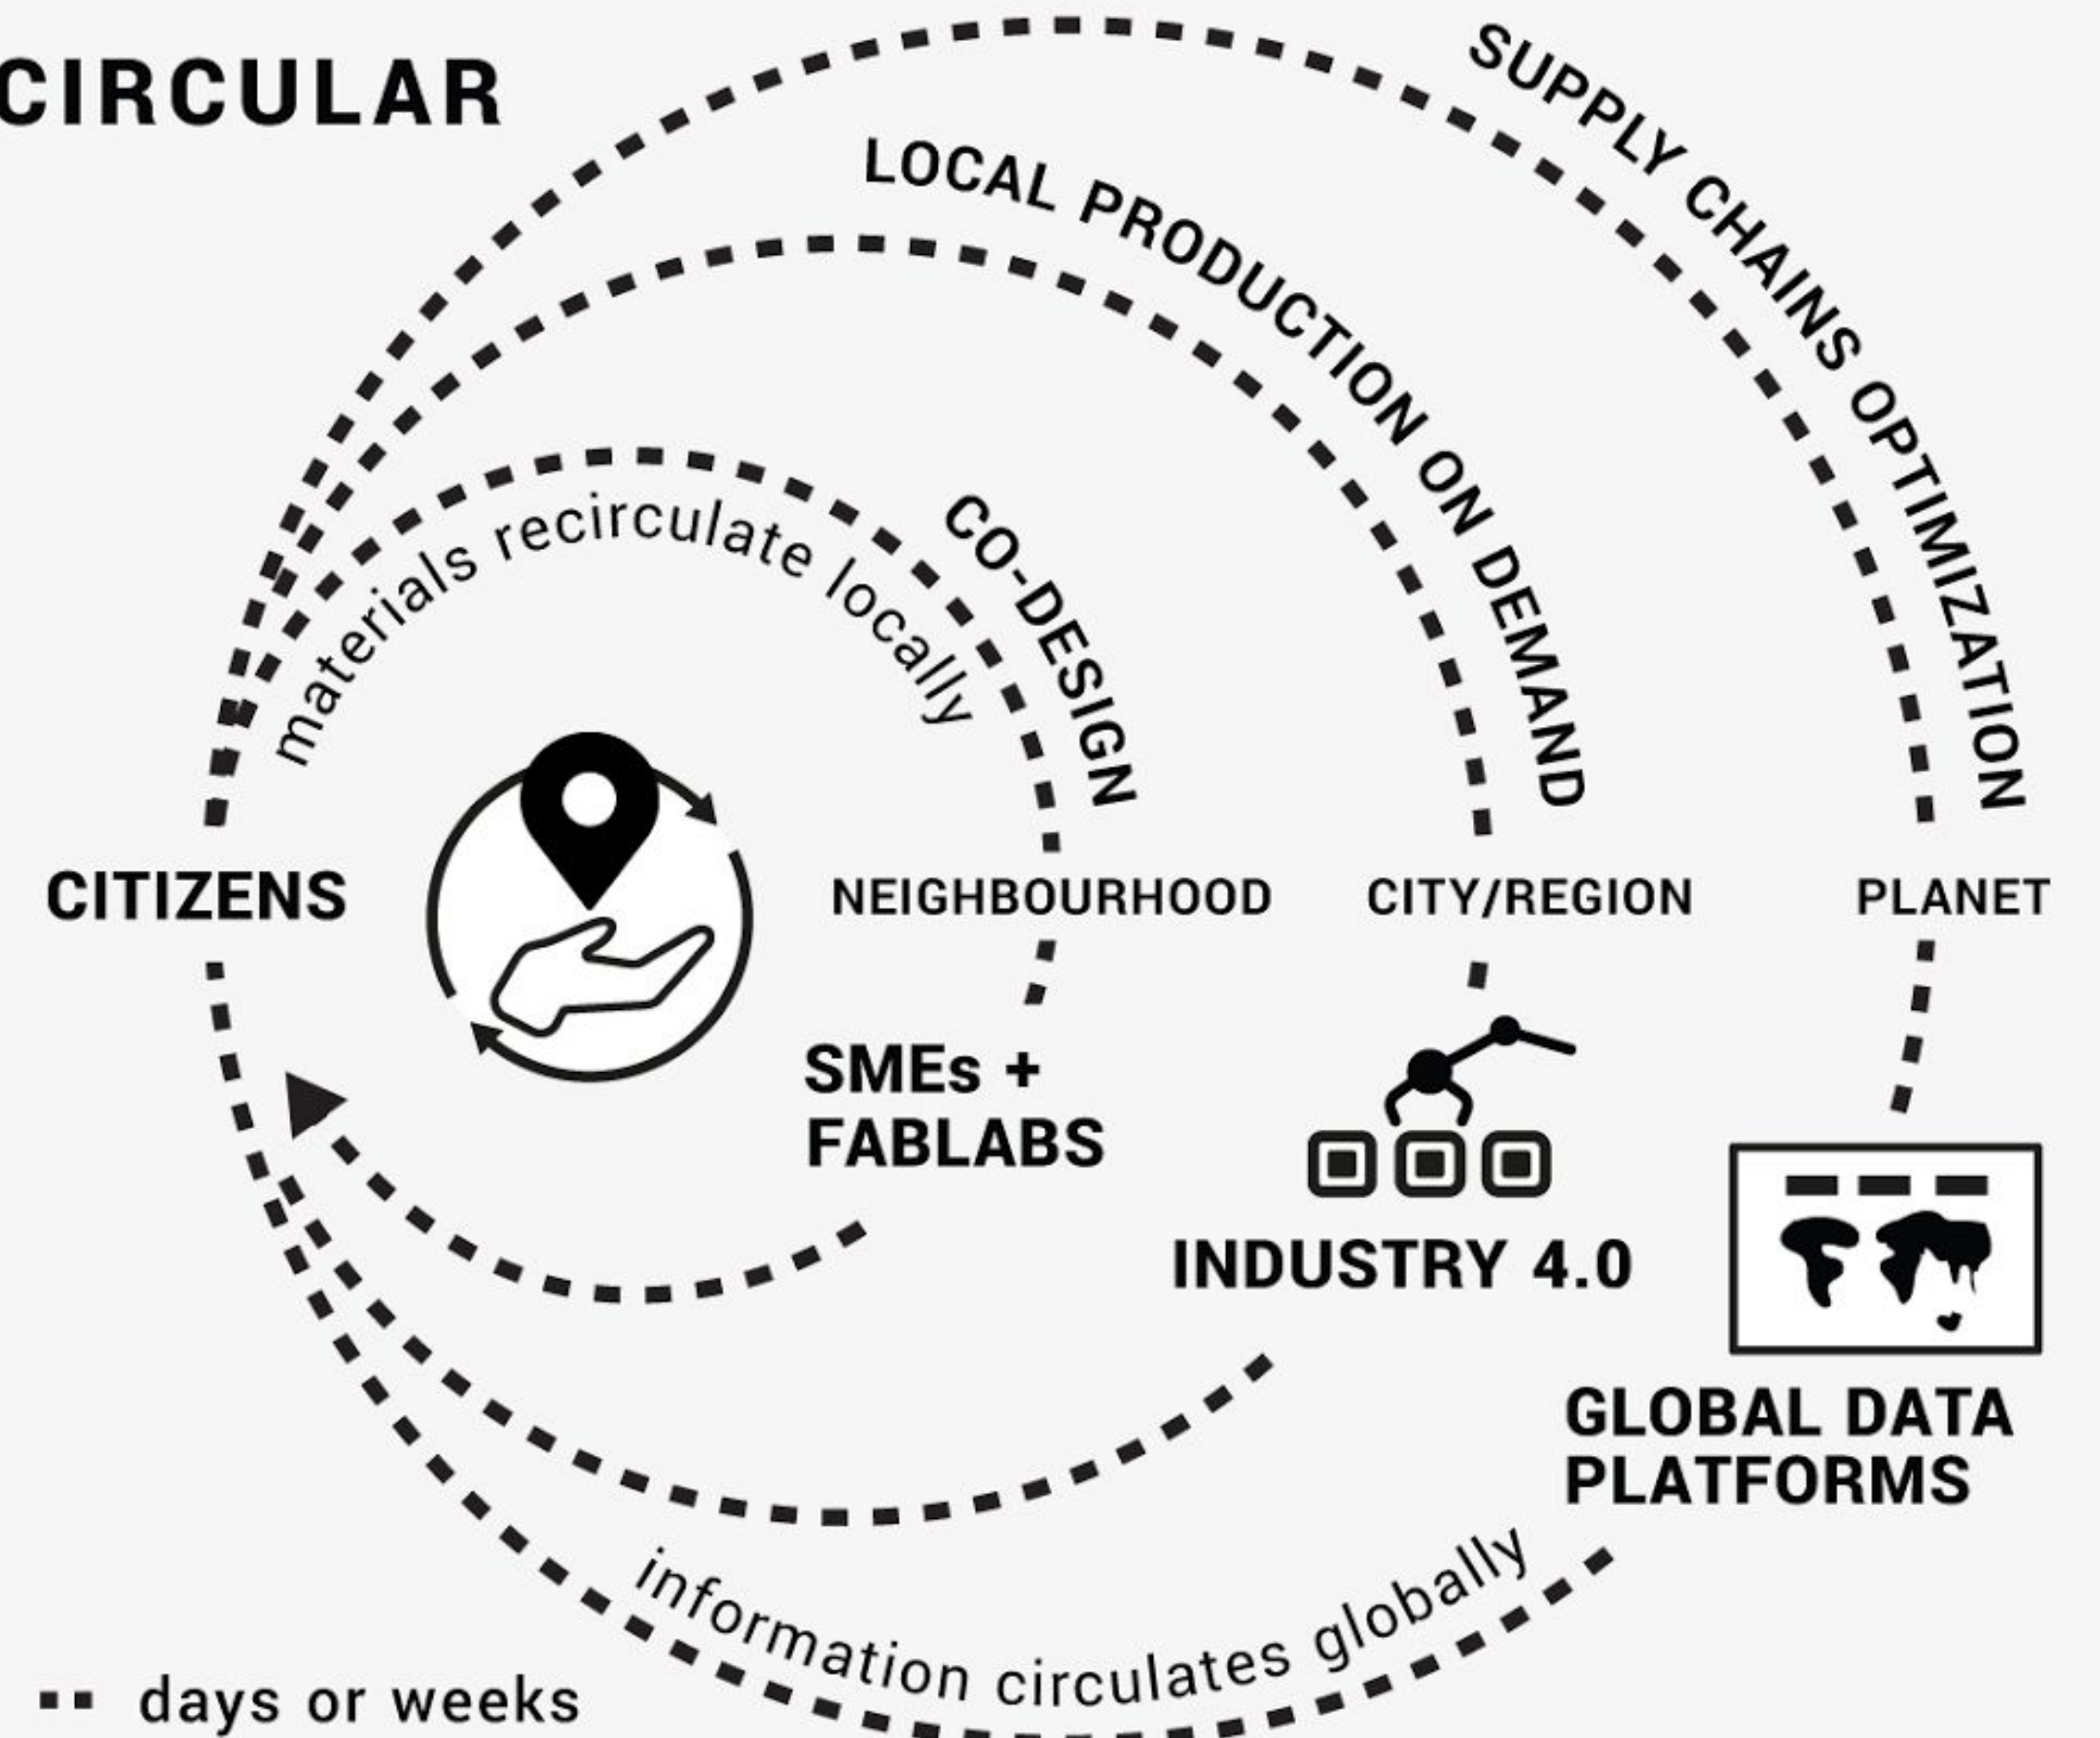 CIRCULAR
SUPPLY CHAINS OPTIMIZATION
LOCAL PRODUCTION ON DEMAND
CO-DESIGN
materials recirculate locally
CITIZENS
NEIGHBOURHOOD
CITY/REGION
PLANET
SMEs +
FABLABS
INDUSTRY 4.0
GLOBAL DATA
PLATFORMS
information circulates globally
days or weeks